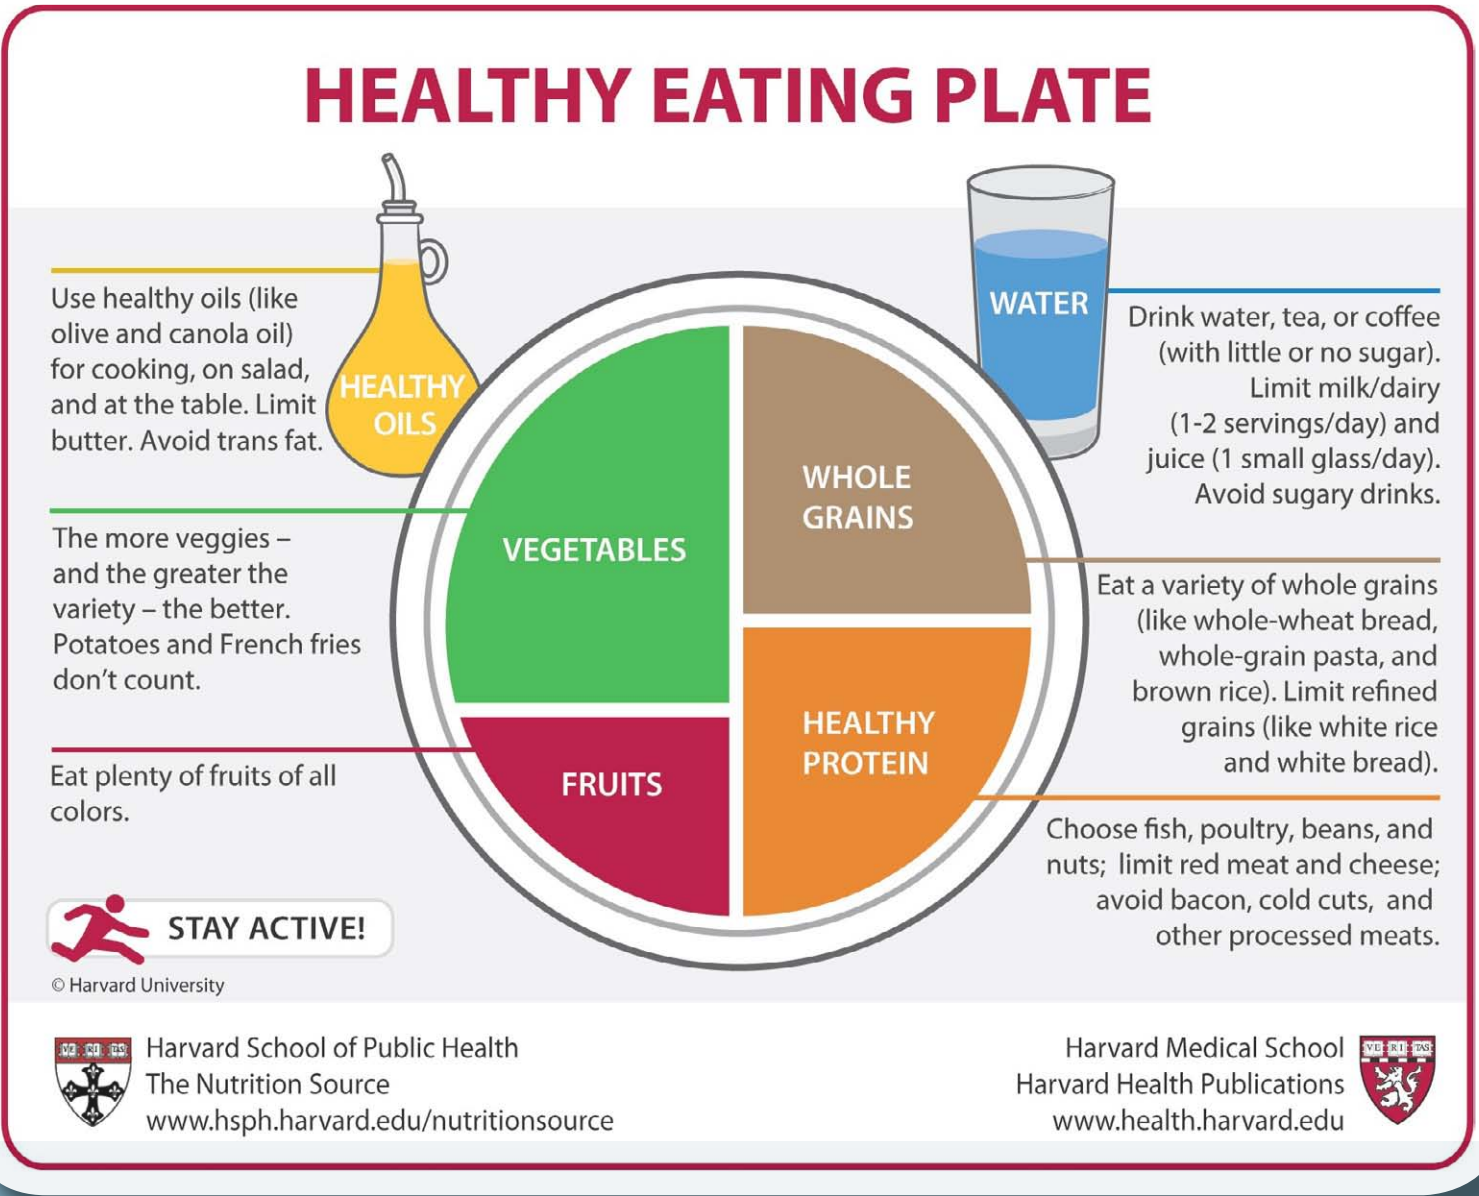 HEALTHY EATING PLATE
Use healthy oils (like
olive and canola oil)
for cooking, on salad,
and at the table. Limit
butter. Avoid trans fat.
HEALTHY
OILS
WATER
Drink water, tea, or coffee
(with little or no sugar).
Limit milk/dairy
(1-2 servings/day) and
juice (1 small glass/day).
Avoid sugary drinks.
The more veggies –
and the greater the
variety – the better.
Potatoes and French fries
don't count.
VEGETABLES
WHOLE
GRAINS
Eat a variety of whole grains
(like whole-wheat bread,
whole-grain pasta, and
brown rice). Limit refined
grains (like white rice
and white bread).
Eat plenty of fruits of all
colors.
FRUITS
HEALTHY
PROTEIN
Choose fish, poultry, beans, and
nuts; limit red meat and cheese;
avoid bacon, cold cuts, and
other processed meats.
STAY ACTIVE!
© Harvard University
VE RI TAS
Harvard School of Public Health
The Nutrition Source
www.hsph.harvard.edu/nutritionsource
Harvard Medical School
Harvard Health Publications
www.health.harvard.edu
VE RI TAS